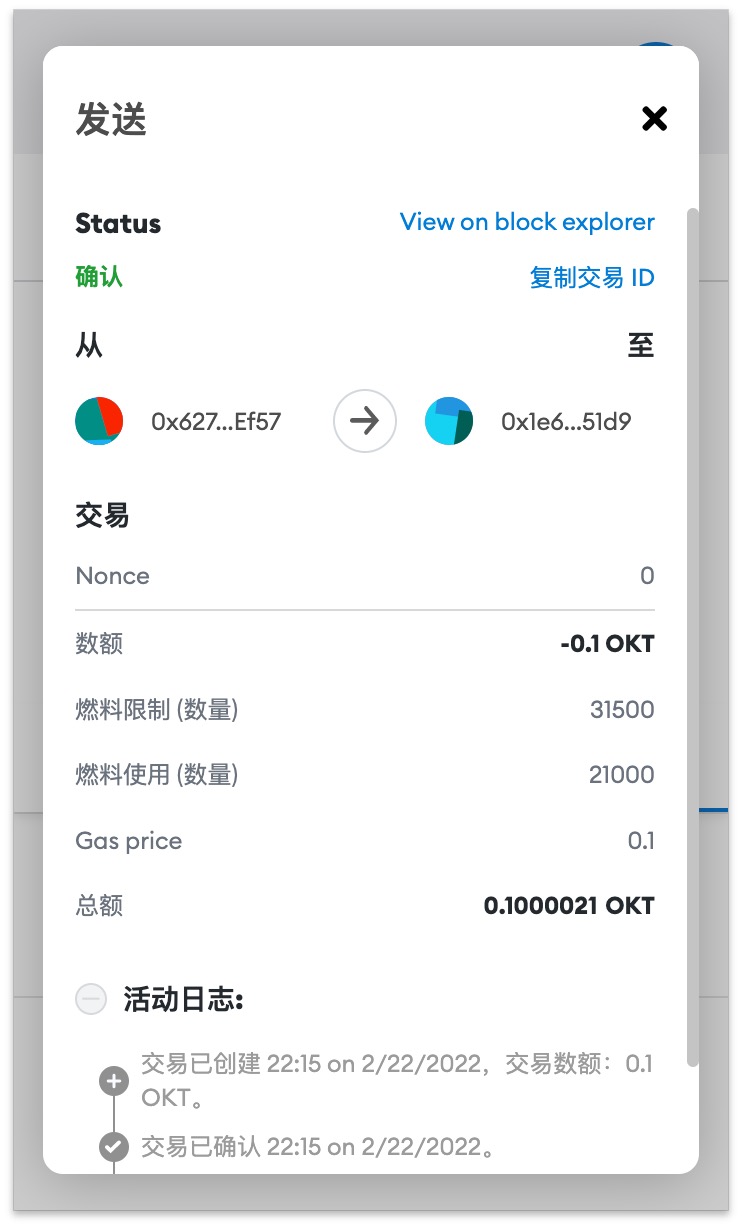 发送
Status
View on block explorer
确认
复制交易 ID
从
至
0x627...Ef57
0x1e6...51d9
交易
Nonce
0
数额
-0.1 OKT
燃料限制 (数量)
31500
燃料使用 (数量)
21000
Gas price
0.1
总额
0.1000021 OKT
活动日志:
交易已创建 22:15 on 2/22/2022，交易数额：0.1
OKT。
交易已确认 22:15 on 2/22/2022。